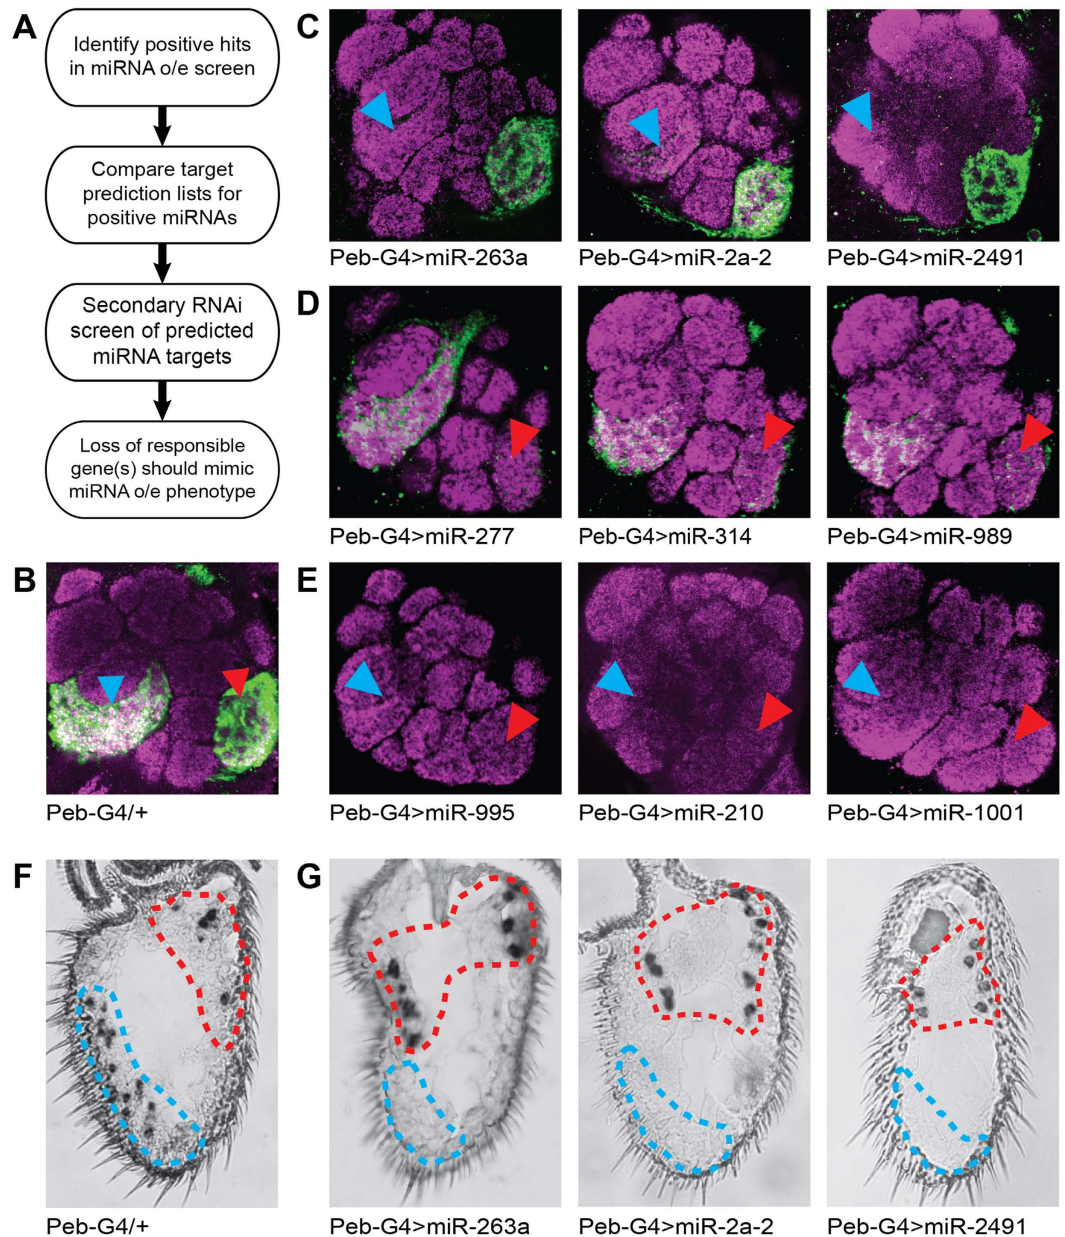 A
Identify positive hits
in miRNA o/e screen
Compare target
prediction lists for
positive miRNAs
Secondary RNAi
screen of predicted
miRNA targets
Loss of responsible
gene(s) should mimic
miRNA o/e phenotype
B
Peb-G4/+
C
Peb-G4>miR-263a
Peb-G4>miR-2a-2
Peb-G4>miR-2491
D
Peb-G4>miR-277
Peb-G4>miR-314
Peb-G4>miR-989
E
Peb-G4>miR-995
Peb-G4>miR-210
Peb-G4>miR-1001
F
Peb-G4/+
G
Peb-G4>miR-263a
Peb-G4>miR-2a-2
Peb-G4>miR-2491